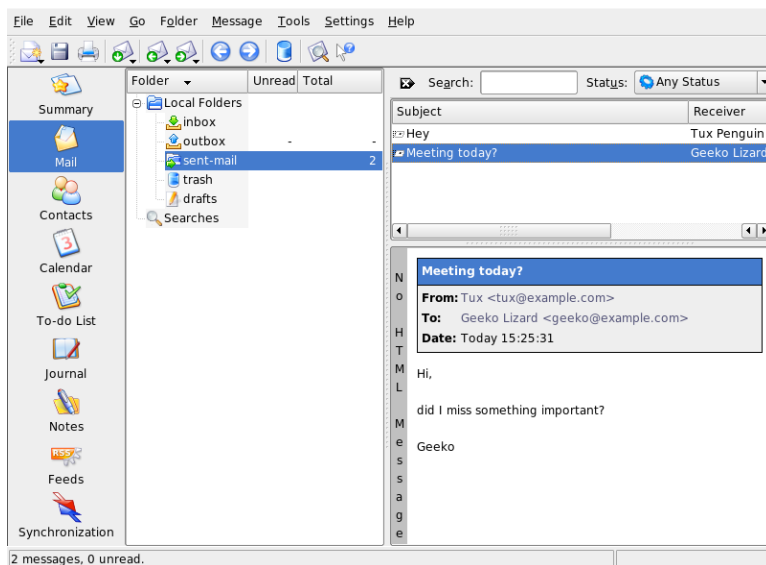 File Edit View Go Folder Message Tools Settings Help
Summary
Mail
Contacts
Calendar
To-do List
Journal
Notes
RSS
Feeds
Synchronization
Folder Unread Total
Local Folders
inbox
outbox - -
sent-mail 2
trash
drafts
Searches
Search: Status: Any Status
Subject Receiver
Hey Tux Penguin
Meeting today? Geeko Lizard
No HTML Message
Meeting today?
From: Tux <tux@example.com>
To: Geeko Lizard <geeko@example.com>
Date: Today 15:25:31
Hi,
did I miss something important?
Geeko
2 messages, 0 unread.